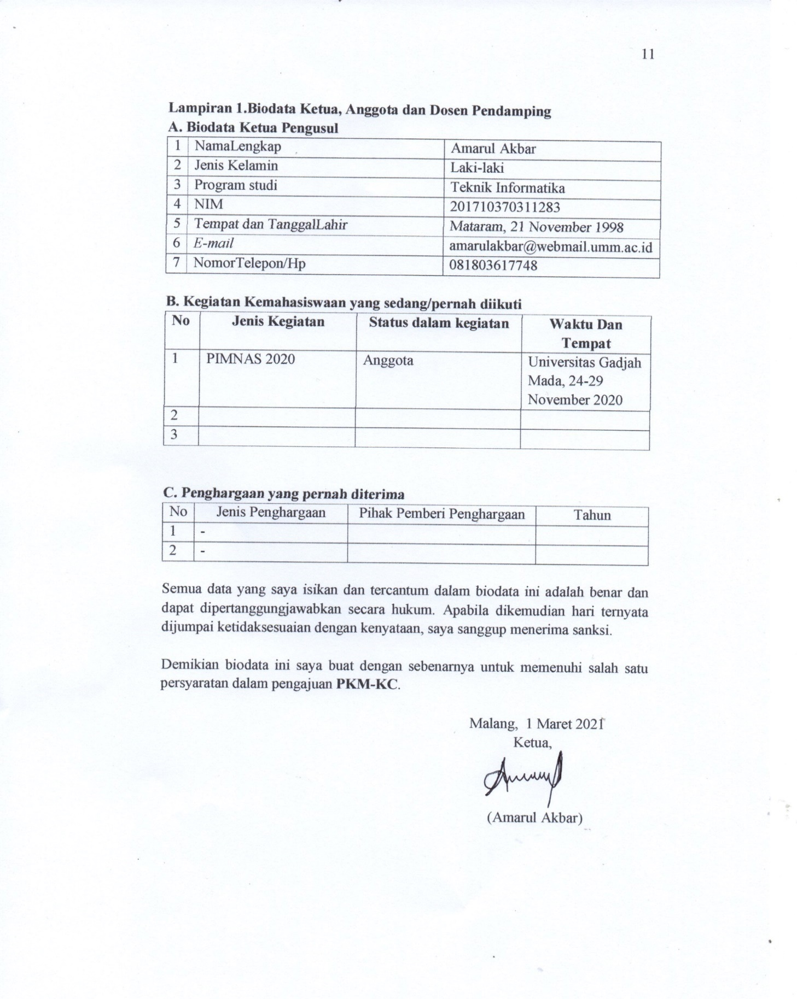 11
Lampiran 1.Biodata Ketua, Anggota dan Dosen Pendamping
A. Biodata Ketua Pengusul
1 NamaLengkap Amarul Akbar
2 Jenis Kelamin Laki-laki
3 Program studi Teknik Informatika
4 NIM 201710370311283
5 Tempat dan TanggalLahir Mataram, 21 November 1998
6 E-mail amarulakbar@webmail.umm.ac.id
7 NomorTelepon/Hp 081803617748
B. Kegiatan Kemahasiswaan yang sedang/pernah diikuti
No Jenis Kegiatan Status dalam kegiatan Waktu Dan
Tempat
1 PIMNAS 2020 Anggota Universitas Gadjah
Mada, 24-29
November 2020
2
3
C. Penghargaan yang pernah diterima
No Jenis Penghargaan Pihak Pemberi Penghargaan Tahun
1 -
2 -
Semua data yang saya isikan dan tercantum dalam biodata ini adalah benar dan
dapat dipertanggungjawabkan secara hukum. Apabila dikemudian hari ternyata
dijumpai ketidaksesuaian dengan kenyataan, saya sanggup menerima sanksi.
Demikian biodata ini saya buat dengan sebenarnya untuk memenuhi salah satu
persyaratan dalam pengajuan PKM-KC.
Malang, 1 Maret 2021
Ketua,
(Amarul Akbar)